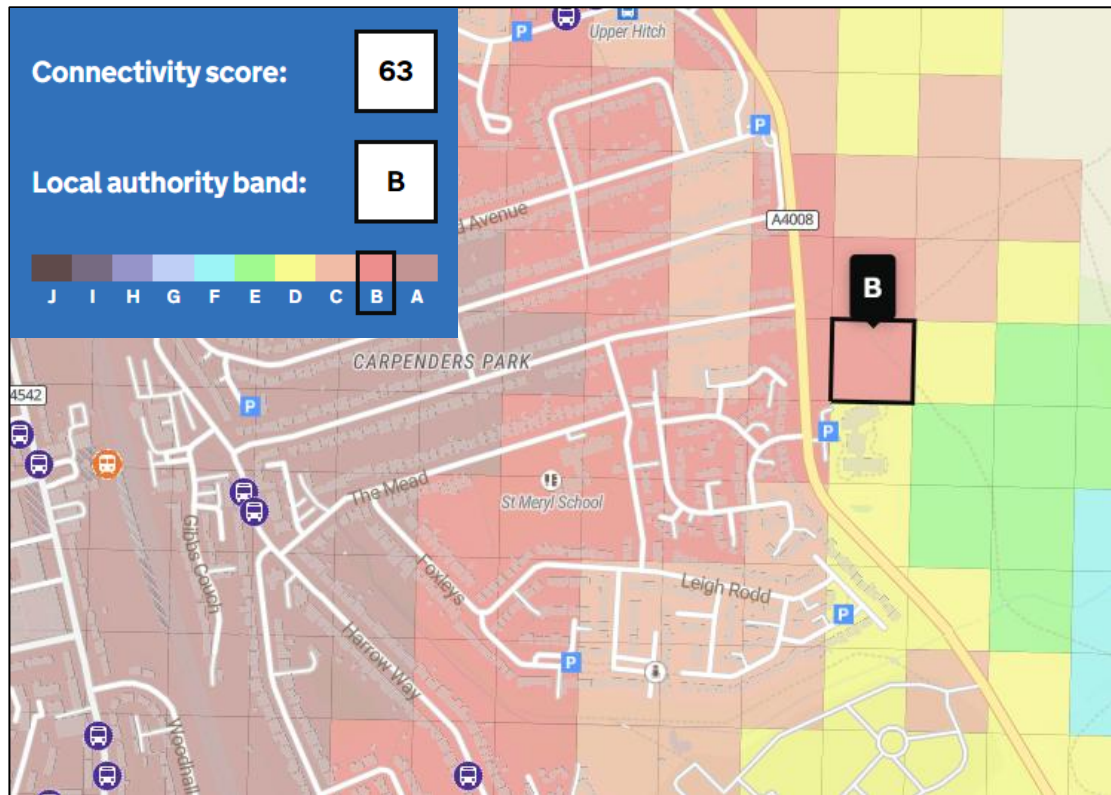 Connectivity score:
63
Local authority band:
B
J I H G F E D C B A
P
Upper Hitch
P
d Avenue
A4008
B
CARPENDERS PARK
4542
P
P
The Mead
St Meryl School
Gibbs Couch
Foxleys
Leigh Rodd
P
Harrow Way
P
Woodhall